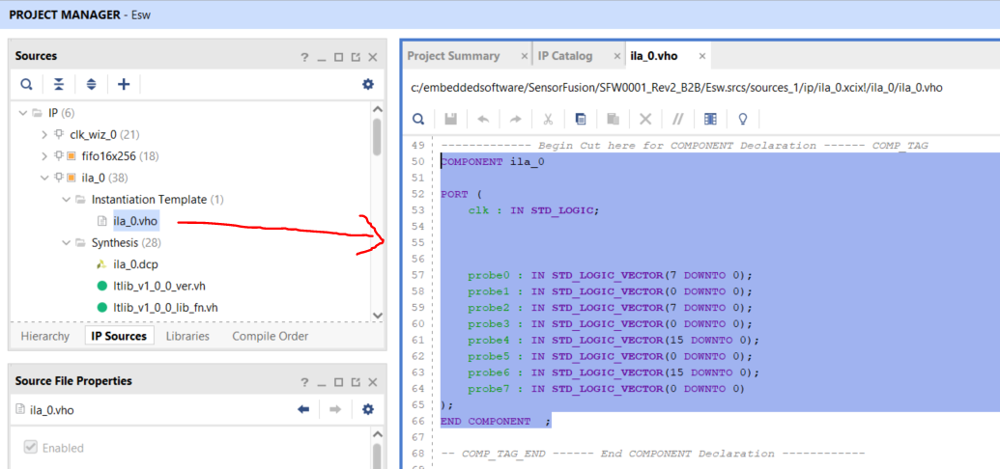 PROJECT MANAGER - Esw
Sources
? _ □
IP (6)
clk_wiz_0 (21)
fifo16x256 (18)
ila_0 (38)
Instantiation Template (1)
ila_0.vho
Synthesis (28)
ila_0.dcp
ltlib_v1_0_0_ver.vh
ltlib_v1_0_0_lib_fn.vh
Hierarchy IP Sources Libraries Compile Order
Source File Properties
? _ □
ila_0.vho
Enabled
Project Summary × IP Catalog × ila_0.vho ×
c:/embeddedsoftware/SensorFusion/SFW0001_Rev2_B2B/Esw.srcs/sources_1/ip/ila_0.xcix!/ila_0/ila_0.vho
49 ------------- Begin Cut here for COMPONENT Declaration ------ COMP_TAG
50 COMPONENT ila_0
51
52 PORT (
53 clk : IN STD_LOGIC;
54
55
56
57 probe0 : IN STD_LOGIC_VECTOR(7 DOWNTO 0);
58 probe1 : IN STD_LOGIC_VECTOR(0 DOWNTO 0);
59 probe2 : IN STD_LOGIC_VECTOR(7 DOWNTO 0);
60 probe3 : IN STD_LOGIC_VECTOR(0 DOWNTO 0);
61 probe4 : IN STD_LOGIC_VECTOR(15 DOWNTO 0);
62 probe5 : IN STD_LOGIC_VECTOR(0 DOWNTO 0);
63 probe6 : IN STD_LOGIC_VECTOR(15 DOWNTO 0);
64 probe7 : IN STD_LOGIC_VECTOR(0 DOWNTO 0)
65 );
66 END COMPONENT ;
67
68 -- COMP_TAG_END ------ End COMPONENT Declaration ------------